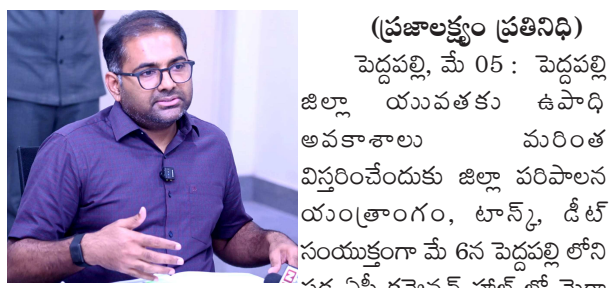 (ప్రజాలక్ష్యం ప్రతినిధి)
పెద్దపల్లి, మే 05 : పెద్దపల్లి
జిల్లా యువతకు ఉపాధి
అవకాశాలు మరింత
విస్తరించేందుకు జిల్లా పరిపాలన
యంత్రాంగం, టాస్క్, డీట్
సంయుక్తంగా మే 6న పెద్దపల్లి లోని